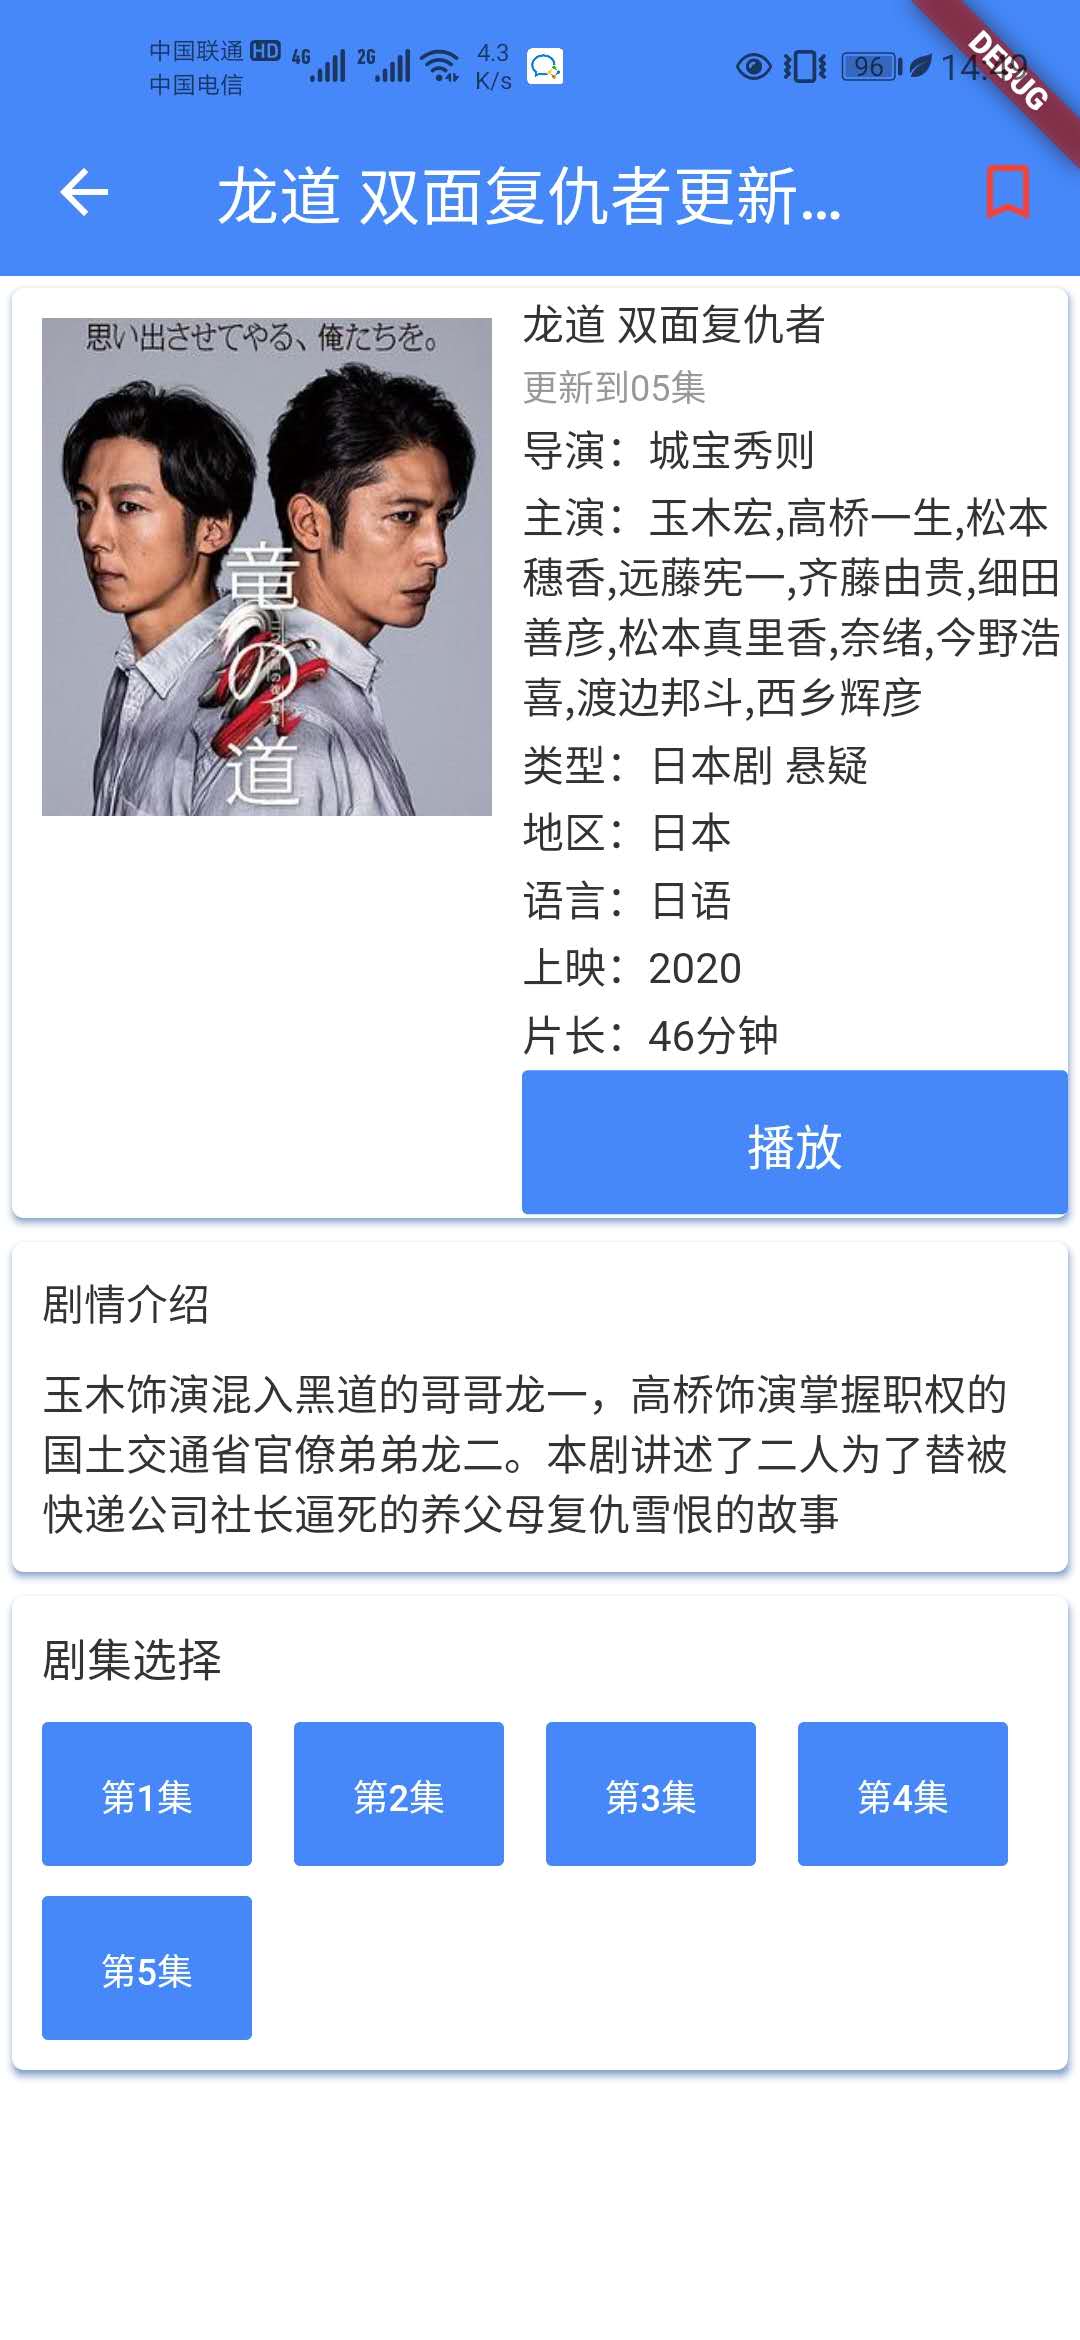 中国联通 HD 4G 2G 4.3 K/s 96 14:49
中国电信
DEBUG
龙道 双面复仇者更新...
思い出させてやる、俺たちを。
竜
の
道
龙道 双面复仇者
更新到05集
导演：城宝秀则
主演：玉木宏,高桥一生,松本
穗香,远藤宪一,齐藤由贵,细田
善彦,松本真里香,奈绪,今野浩
喜,渡边邦斗,西乡辉彦
类型：日本剧 悬疑
地区：日本
语言：日语
上映：2020
片长：46分钟
播放
剧情介绍
玉木饰演混入黑道的哥哥龙一，高桥饰演掌握职权的
国土交通省官僚弟弟龙二。本剧讲述了二人为了替被
快递公司社长逼死的养父母复仇雪恨的故事
剧集选择
第1集
第2集
第3集
第4集
第5集